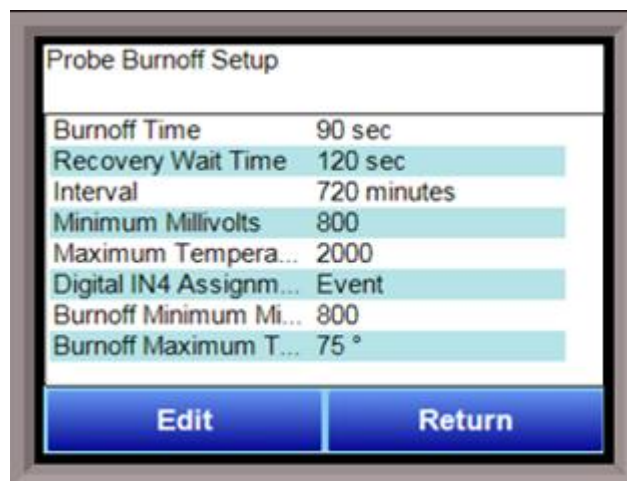 Probe Burnoff Setup
Burnoff Time 90 sec
Recovery Wait Time 120 sec
Interval 720 minutes
Minimum Millivolts 800
Maximum Tempera... 2000
Digital IN4 Assignm... Event
Burnoff Minimum Mi... 800
Burnoff Maximum T... 75 °
Edit Return